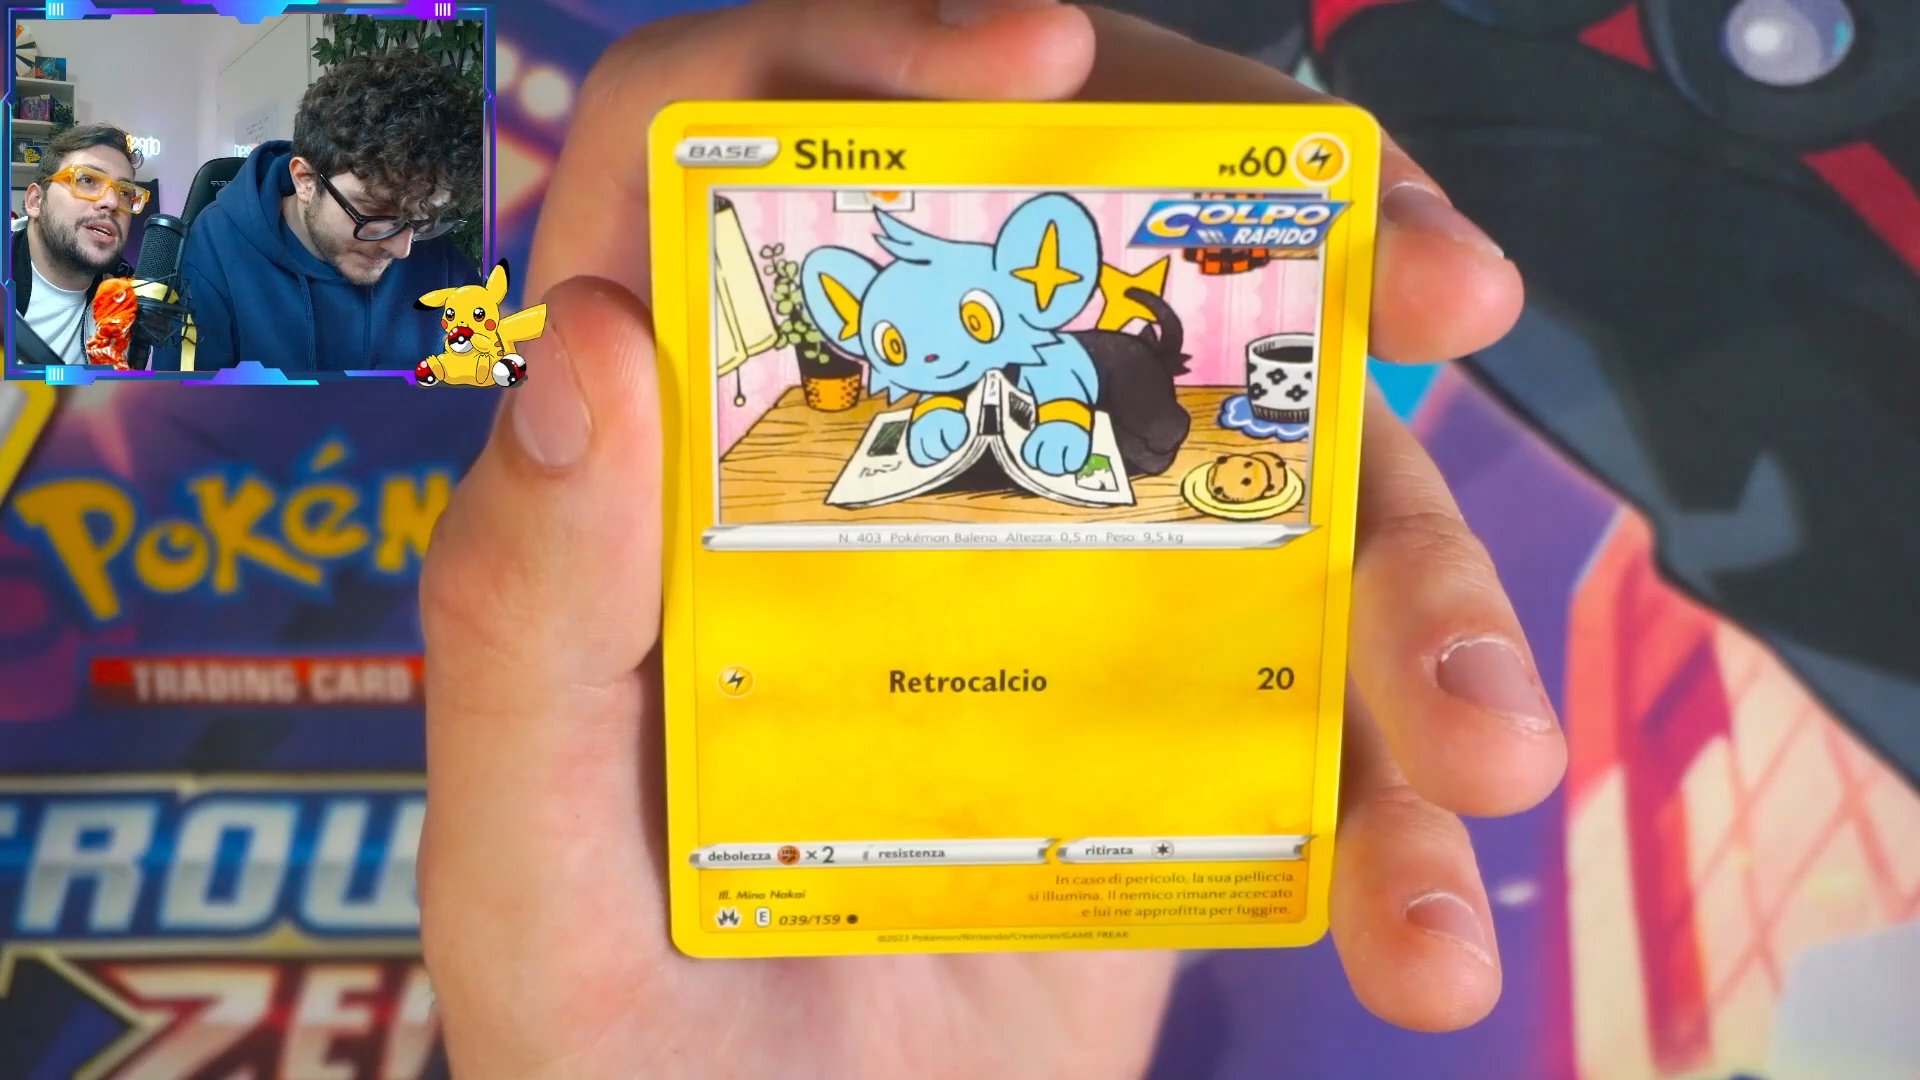 BASE Shinx PS60
COLPO
RAPIDO
N. 403 Pokémon Baleno Altezza: 0,5 m Peso: 9,5 kg
Retrocalcio 20
debolezza ×2 resistenza ritirata
Ill. Mino Nakai
In caso di pericolo, la sua pelliccia
si illumina. Il nemico rimane accecato
e lui ne approfitta per fuggire.
E 039/159
©2023 Pokémon/Nintendo/Creatures/GAME FREAK
Pokém
TRADING CARD
ROW
ZE